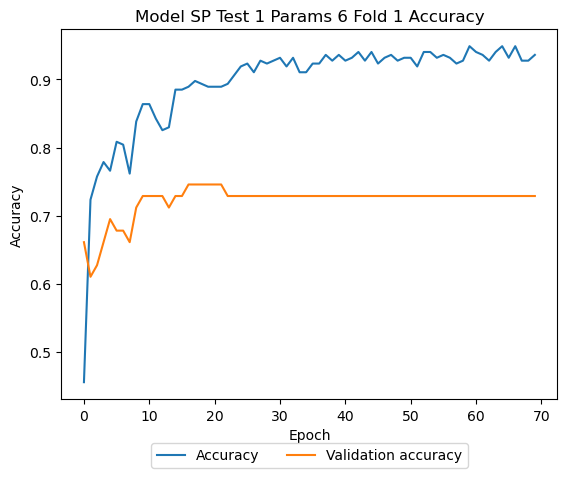 Model SP Test 1 Params 6 Fold 1 Accuracy
Accuracy
0.9
0.8
0.7
0.6
0.5
0 10 20 30 40 50 60 70
Epoch
Accuracy Validation accuracy